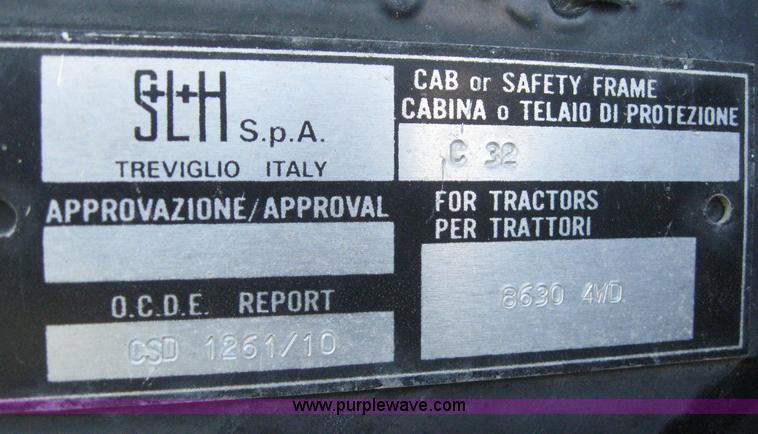 S+L+H S.p.A.
TREVIGLIO ITALY
APPROVAZIONE/APPROVAL
O.C.D.E. REPORT
CSD 1261/10
CAB or SAFETY FRAME
CABINA o TELAIO DI PROTEZIONE
C 32
FOR TRACTORS
PER TRATTORI
8630 4WD
www.purplewave.com